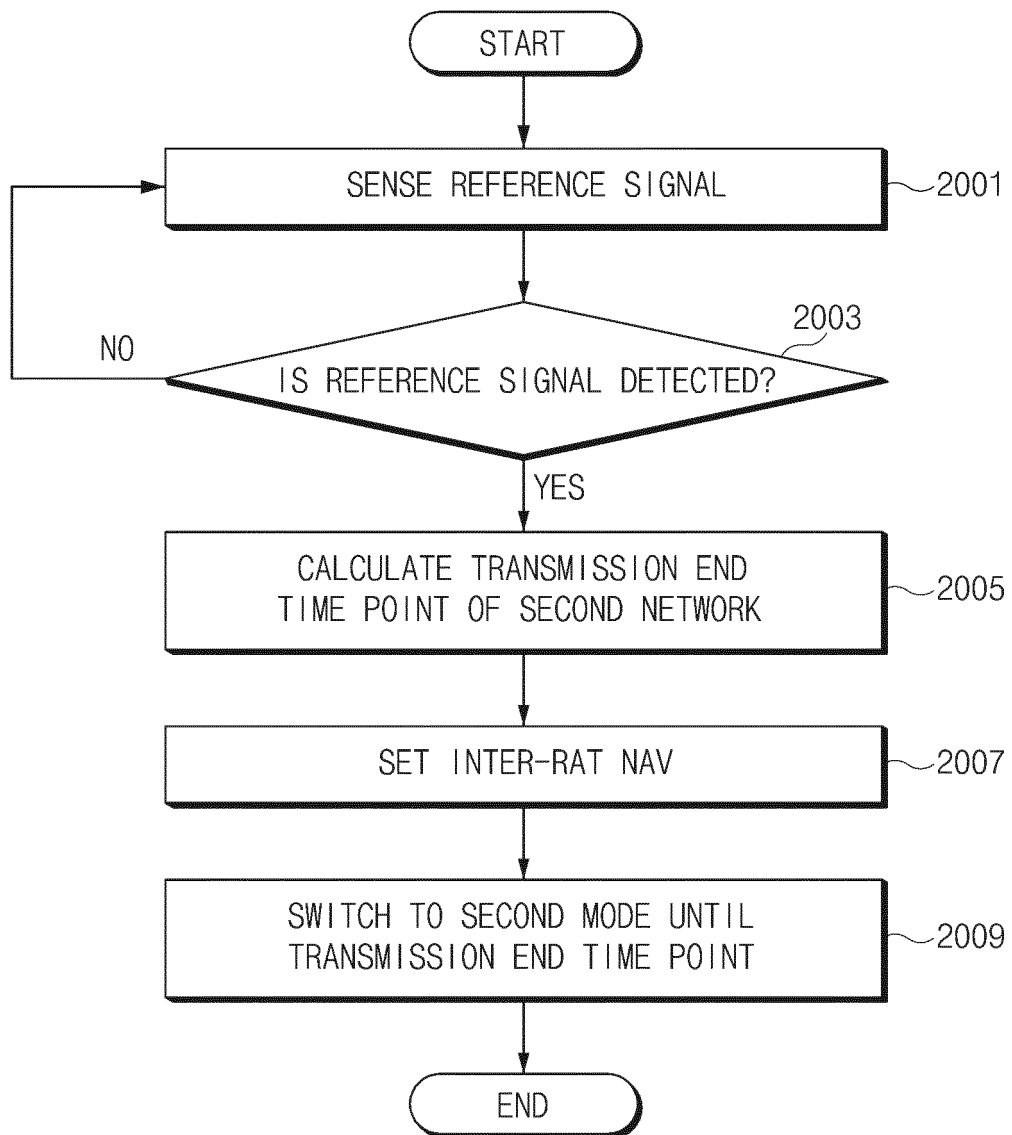 START
SENSE REFERENCE SIGNAL
2001
2003
NO
IS REFERENCE SIGNAL DETECTED?
YES
CALCULATE TRANSMISSION END
TIME POINT OF SECOND NETWORK
2005
SET INTER-RAT NAV
2007
SWITCH TO SECOND MODE UNTIL
TRANSMISSION END TIME POINT
2009
END